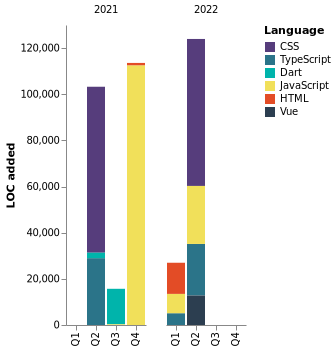 2021 2022
Language
CSS
TypeScript
Dart
JavaScript
HTML
Vue
LOC added
120,000
100,000
80,000
60,000
40,000
20,000
0
Q1 Q2 Q3 Q4 Q1 Q2 Q3 Q4